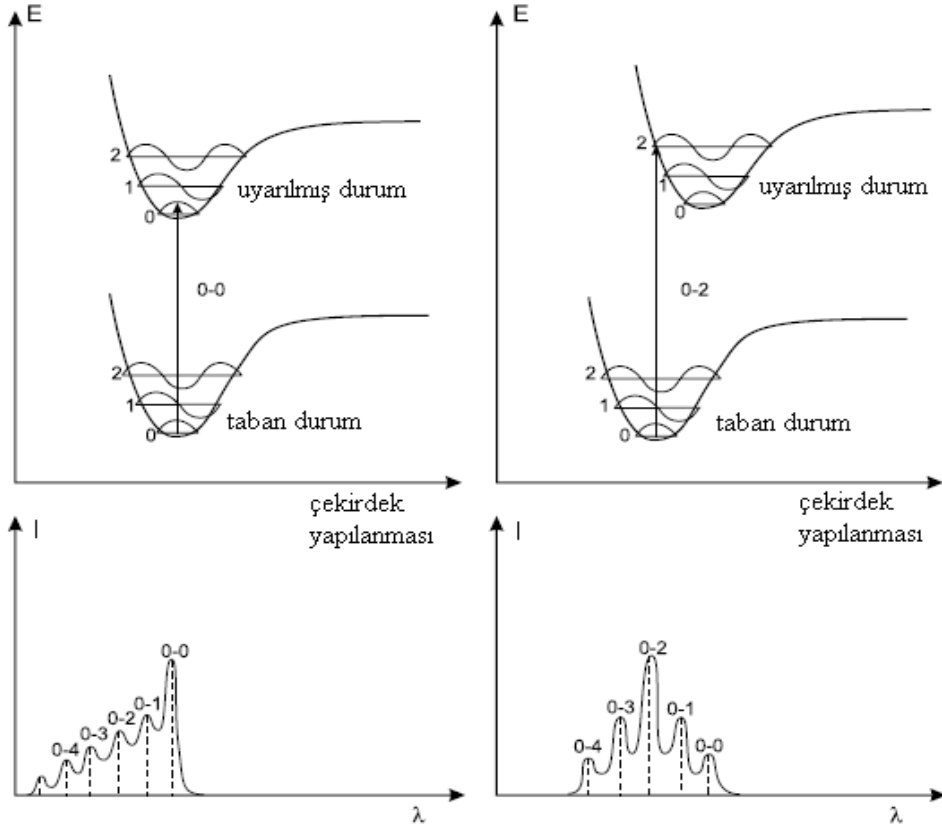 E
2
1
0
uyarılmış durum
0-0
2
1
0
taban durum
çekirdek
yapılanması
E
2
1
0
uyarılmış durum
0-2
2
1
0
taban durum
çekirdek
yapılanması
I
0-0
0-1
0-2
0-3
0-4
λ
I
0-2
0-3
0-1
0-4
0-0
λ